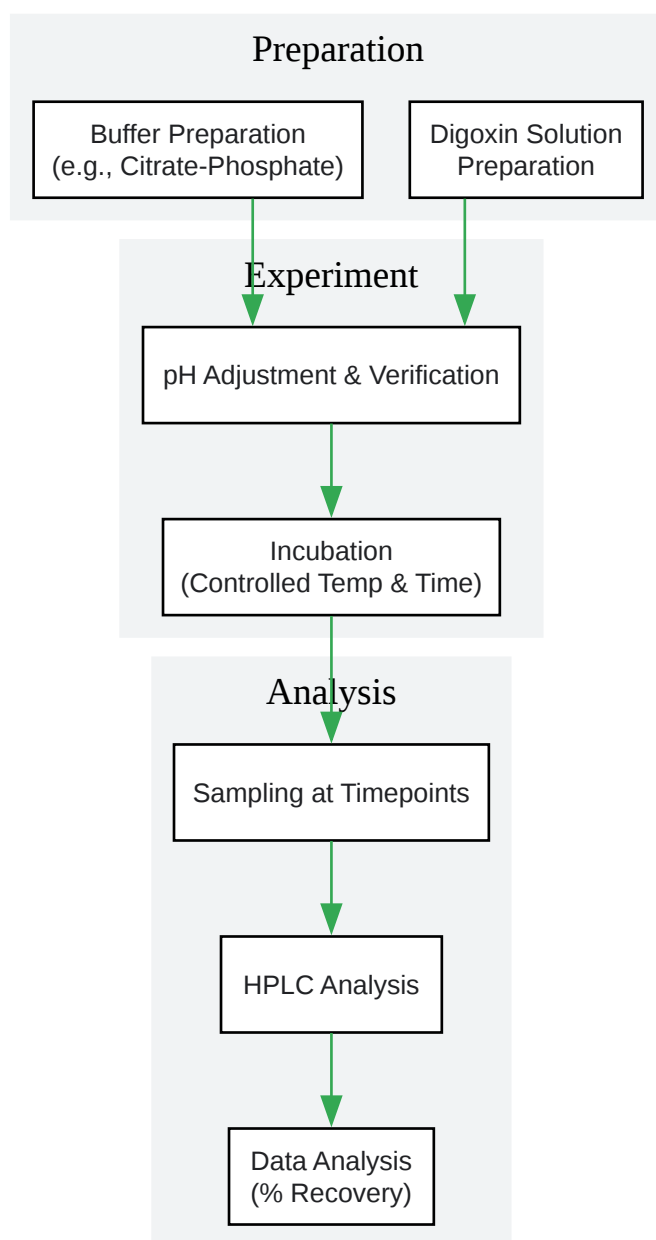 Preparation
Buffer Preparation
(e.g., Citrate-Phosphate)
Digoxin Solution
Preparation
Experiment
pH Adjustment & Verification
Incubation
(Controlled Temp & Time)
Analysis
Sampling at Timepoints
HPLC Analysis
Data Analysis
(% Recovery)